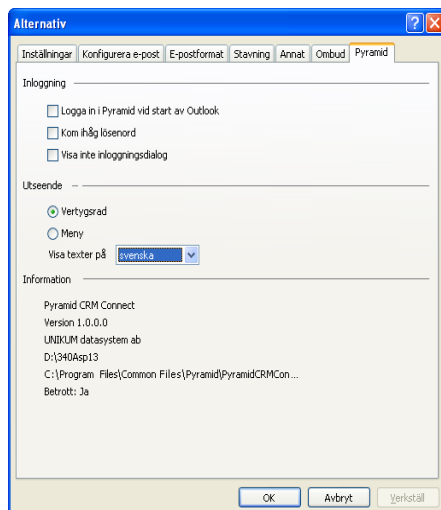 Alternativ
Inställningar Konfigurera e-post E-postformat Stavning Annat Ombud Pyramid
Inloggning
Logga in i Pyramid vid start av Outlook
Kom ihåg lösenord
Visa inte inloggningsdialog
Utseende
Vertygsrad
Meny
Visa texter på svenska
Information
Pyramid CRM Connect
Version 1.0.0.0
UNIKUM datasystem ab
D:\340Asp13
C:\Program Files\Common Files\Pyramid\PyramidCRMCon...
Betrott: Ja
OK Avbryt Verkställ